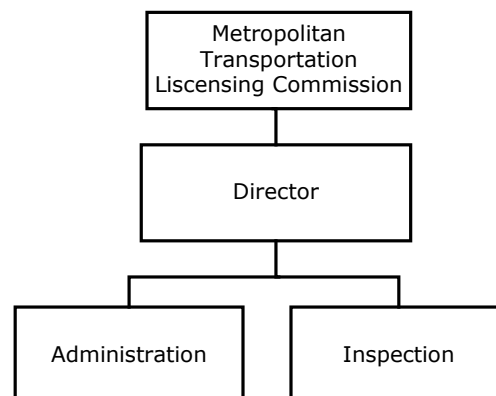 Metropolitan
Transportation
Liscensing Commission
Director
Administration
Inspection